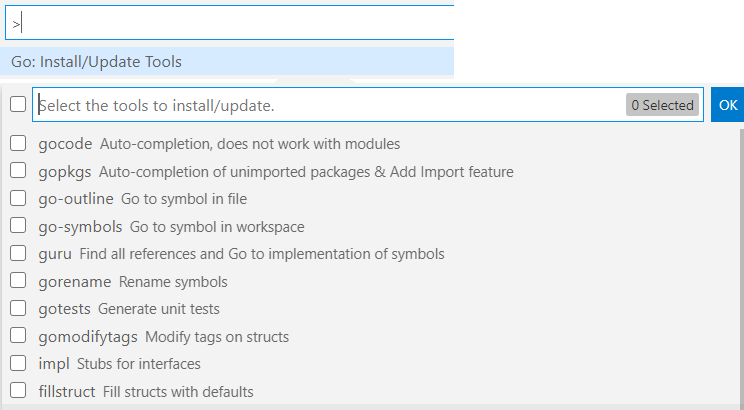 >
Go: Install/Update Tools
Select the tools to install/update. 0 Selected OK
gocode Auto-completion, does not work with modules
gopkgs Auto-completion of unimported packages & Add Import feature
go-outline Go to symbol in file
go-symbols Go to symbol in workspace
guru Find all references and Go to implementation of symbols
gorename Rename symbols
gotests Generate unit tests
gomodifytags Modify tags on structs
impl Stubs for interfaces
fillstruct Fill structs with defaults